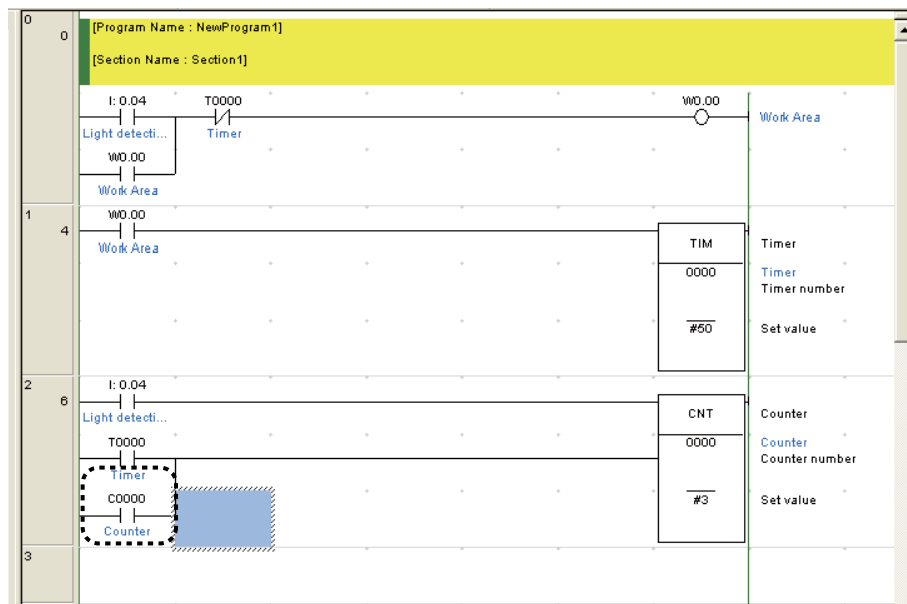 0
0
[Program Name : NewProgram1]
[Section Name : Section1]
I: 0.04
T0000
W0.00
Light detecti...
Timer
Work Area
W0.00
Work Area
1
4
W0.00
Work Area
TIM
Timer
0000
Timer
Timer number
#50
Set value
2
6
I: 0.04
Light detecti...
CNT
Counter
T0000
Timer
0000
Counter
Counter number
C0000
Counter
#3
Set value
3